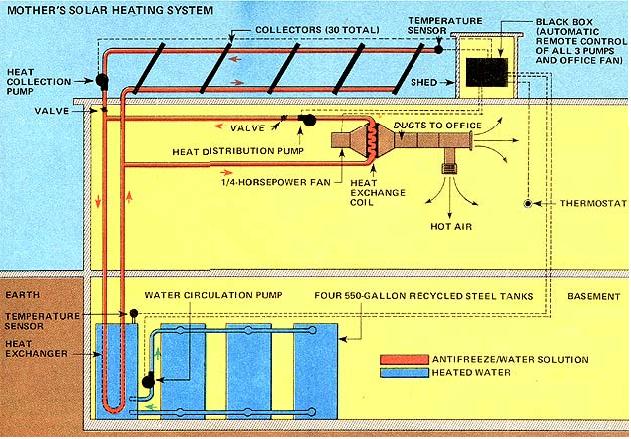 MOTHER'S SOLAR HEATING SYSTEM
COLLECTORS (30 TOTAL)
TEMPERATURE
SENSOR
BLACK BOX
(AUTOMATIC
REMOTE CONTROL
OF ALL 3 PUMPS
AND OFFICE FAN)
HEAT
COLLECTION
PUMP
SHED
VALVE
VALVE
DUCTS TO OFFICE
HEAT DISTRIBUTION PUMP
1/4-HORSEPOWER FAN
HEAT
EXCHANGE
COIL
THERMOSTAT
HOT AIR
EARTH
WATER CIRCULATION PUMP
FOUR 550-GALLON RECYCLED STEEL TANKS
BASEMENT
TEMPERATURE
SENSOR
HEAT
EXCHANGER
ANTIFREEZE/WATER SOLUTION
HEATED WATER